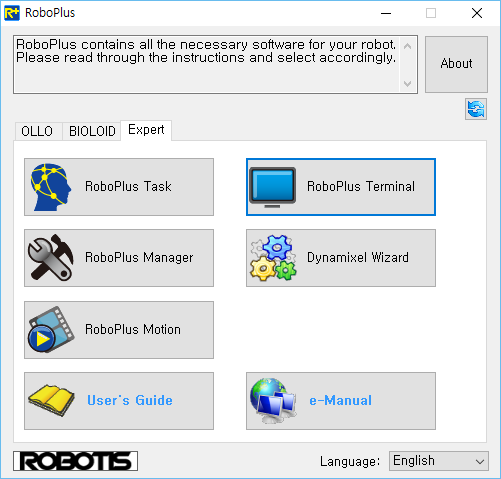 R+ RoboPlus
RoboPlus contains all the necessary software for your robot.
Please read through the instructions and select accordingly.
About
OLLO BIOLOID Expert
RoboPlus Task
RoboPlus Terminal
RoboPlus Manager
Dynamixel Wizard
RoboPlus Motion
User's Guide
e-Manual
ROBOTIS
Language: English